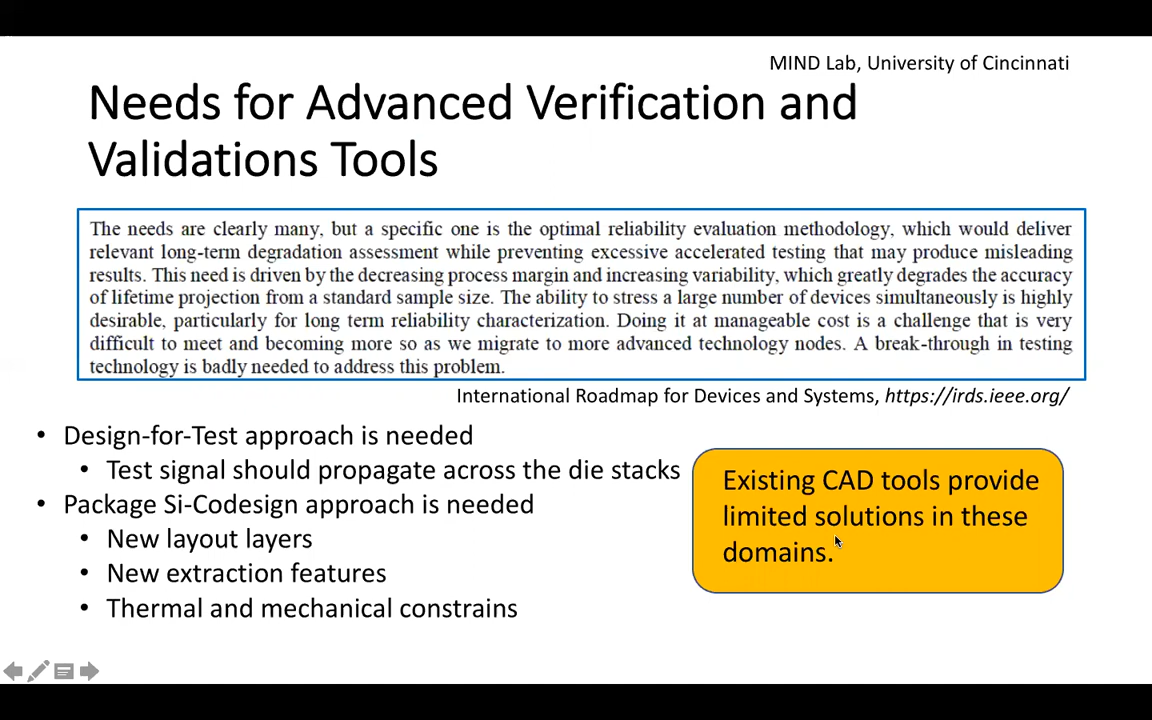 MIND Lab, University of Cincinnati
Needs for Advanced Verification and
Validations Tools
The needs are clearly many, but a specific one is the optimal reliability evaluation methodology, which would deliver
relevant long-term degradation assessment while preventing excessive accelerated testing that may produce misleading
results. This need is driven by the decreasing process margin and increasing variability, which greatly degrades the accuracy
of lifetime projection from a standard sample size. The ability to stress a large number of devices simultaneously is highly
desirable, particularly for long term reliability characterization. Doing it at manageable cost is a challenge that is very
difficult to meet and becoming more so as we migrate to more advanced technology nodes. A break-through in testing
technology is badly needed to address this problem.
International Roadmap for Devices and Systems, https://irds.ieee.org/
• Design-for-Test approach is needed
• Test signal should propagate across the die stacks
• Package Si-Codesign approach is needed
• New layout layers
• New extraction features
• Thermal and mechanical constrains
Existing CAD tools provide
limited solutions in these
domains.